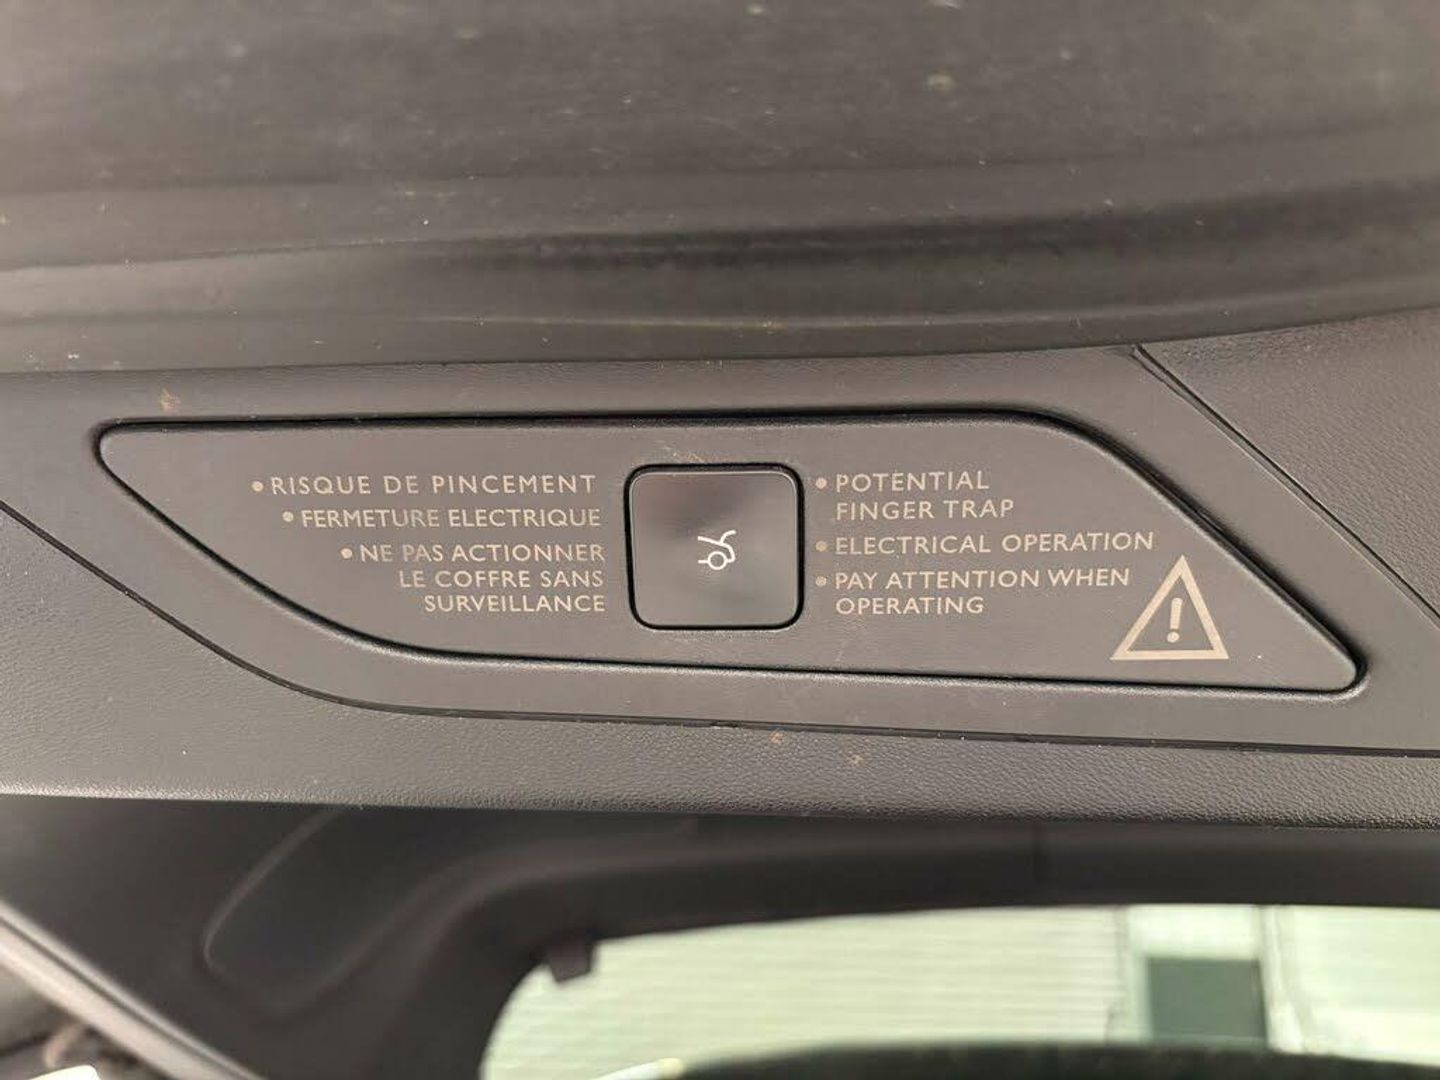 • RISQUE DE PINCEMENT
• FERMETURE ELECTRIQUE
• NE PAS ACTIONNER
LE COFFRE SANS
SURVEILLANCE
• POTENTIAL
FINGER TRAP
• ELECTRICAL OPERATION
• PAY ATTENTION WHEN
OPERATING